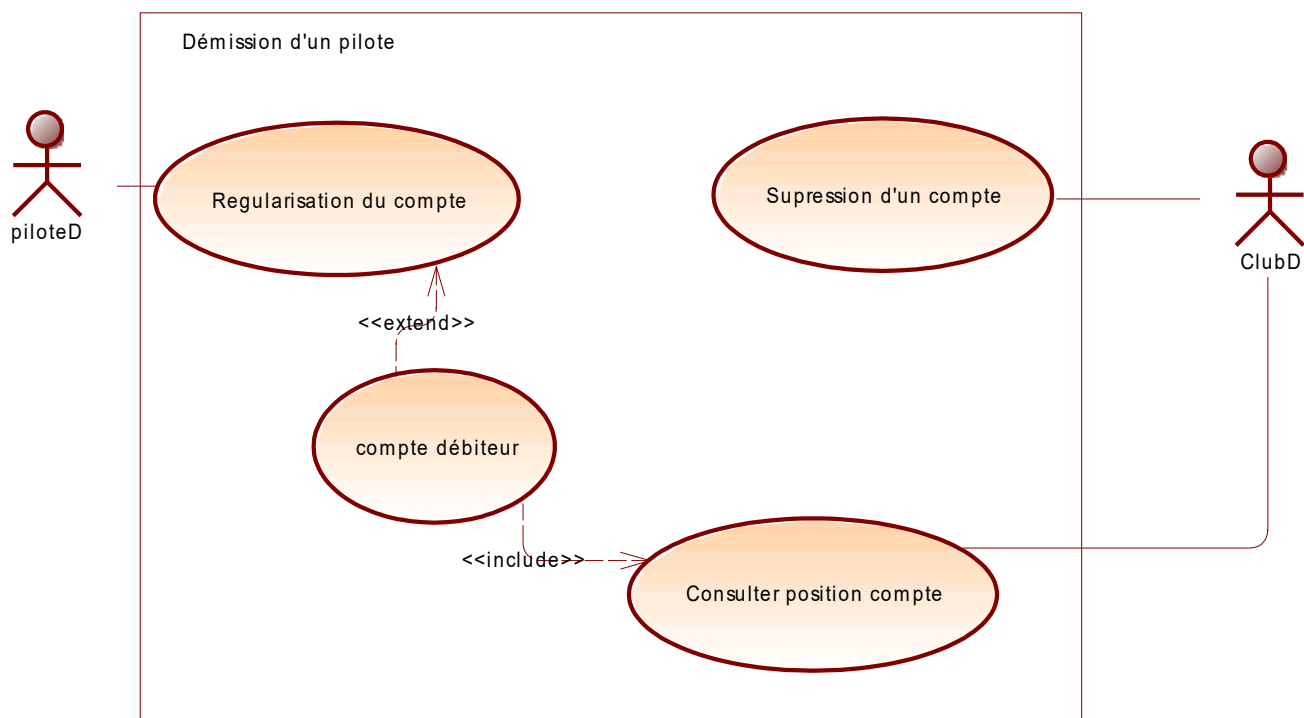 Démission d'un pilote
Regularisation du compte
Supression d'un compte
piloteD
ClubD
<<extend>>
compte débiteur
<<include>>
Consulter position compte